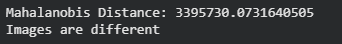 Mahalanobis Distance: 3395730.0731640505
Images are different